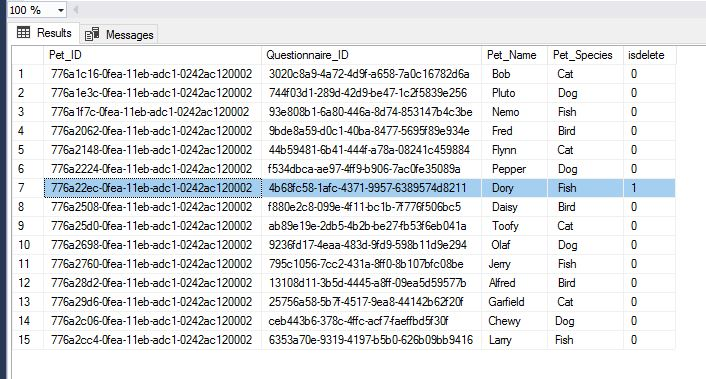 100 %
Results Messages
Pet_ID Questionnaire_ID Pet_Name Pet_Species isdelete
1 776a1c16-0fea-11eb-adc1-0242ac120002 3020c8a9-4a72-4d9f-a658-7a0c16782d6a Bob Cat 0
2 776a1e3c-0fea-11eb-adc1-0242ac120002 744f03d1-289d-42d9-be47-1c2f5839e256 Pluto Dog 0
3 776a1f7c-0fea-11eb-adc1-0242ac120002 93e808b1-6a80-446a-8d74-853147b4c3be Nemo Fish 0
4 776a2062-0fea-11eb-adc1-0242ac120002 9bde8a59-d0c1-40ba-8477-5695f89e934e Fred Bird 0
5 776a2148-0fea-11eb-adc1-0242ac120002 44b59481-6b41-444f-a78a-08241c459884 Flynn Cat 0
6 776a2224-0fea-11eb-adc1-0242ac120002 f534dbca-ae97-4ff9-b906-7ac0fe35089a Pepper Dog 0
7 776a22ec-0fea-11eb-adc1-0242ac120002 4b68fc58-1afc-4371-9957-6389574d8211 Dory Fish 1
8 776a2508-0fea-11eb-adc1-0242ac120002 f880e2c8-099e-4f11-bc1b-7f776f506bc5 Daisy Bird 0
9 776a25d0-0fea-11eb-adc1-0242ac120002 ab89e19e-2db5-4b2b-be27-fb53f6eb041a Toofy Cat 0
10 776a2698-0fea-11eb-adc1-0242ac120002 9236fd17-4eaa-483d-9fd9-598b11d9e294 Olaf Dog 0
11 776a2760-0fea-11eb-adc1-0242ac120002 795c1056-7cc2-431a-8ff0-8b107bfc08be Jerry Fish 0
12 776a28d2-0fea-11eb-adc1-0242ac120002 13108d11-3b5d-4445-a8ff-09ea5d59577b Alfred Bird 0
13 776a29d6-0fea-11eb-adc1-0242ac120002 25756a58-5b7f-4517-9ea8-44142b62f20f Garfield Cat 0
14 776a2c06-0fea-11eb-adc1-0242ac120002 ceb443b6-378c-4ffc-acf7-faeffbd5f30f Chewy Dog 0
15 776a2cc4-0fea-11eb-adc1-0242ac120002 6353a70e-9319-4197-b5b0-626b09bb9416 Larry Fish 0